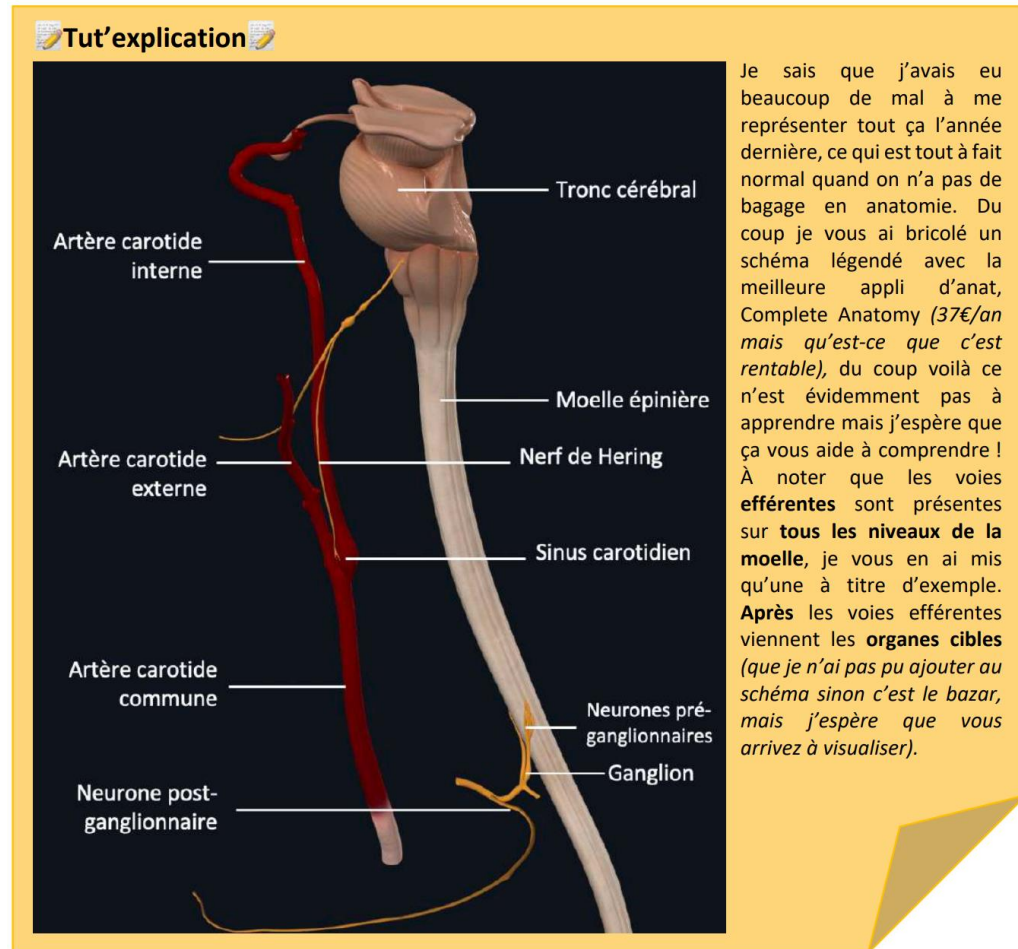 📝Tut’explication📝
Tronc cérébral
Artère carotide
interne
Moelle épinière
Artère carotide
externe
Nerf de Hering
Sinus carotidien
Artère carotide
commune
Neurones pré-
ganglionnaires
Ganglion
Neurone post-
ganglionnaire
Je sais que j’avais eu
beaucoup de mal à me
représenter tout ça l’année
dernière, ce qui est tout à fait
normal quand on n’a pas de
bagage en anatomie. Du
coup je vous ai bricolé un
schéma légendé avec la
meilleure appli d’anat,
Complete Anatomy (37€/an
mais qu’est-ce que c’est
rentable), du coup voilà ce
n’est évidemment pas à
apprendre mais j’espère que
ça vous aide à comprendre !
À noter que les voies
efférentes sont présentes
sur tous les niveaux de la
moelle, je vous en ai mis
qu’une à titre d’exemple.
Après les voies efférentes
viennent les organes cibles
(que je n’ai pas pu ajouter au
schéma sinon c’est le bazar,
mais j’espère que vous
arrivez à visualiser).